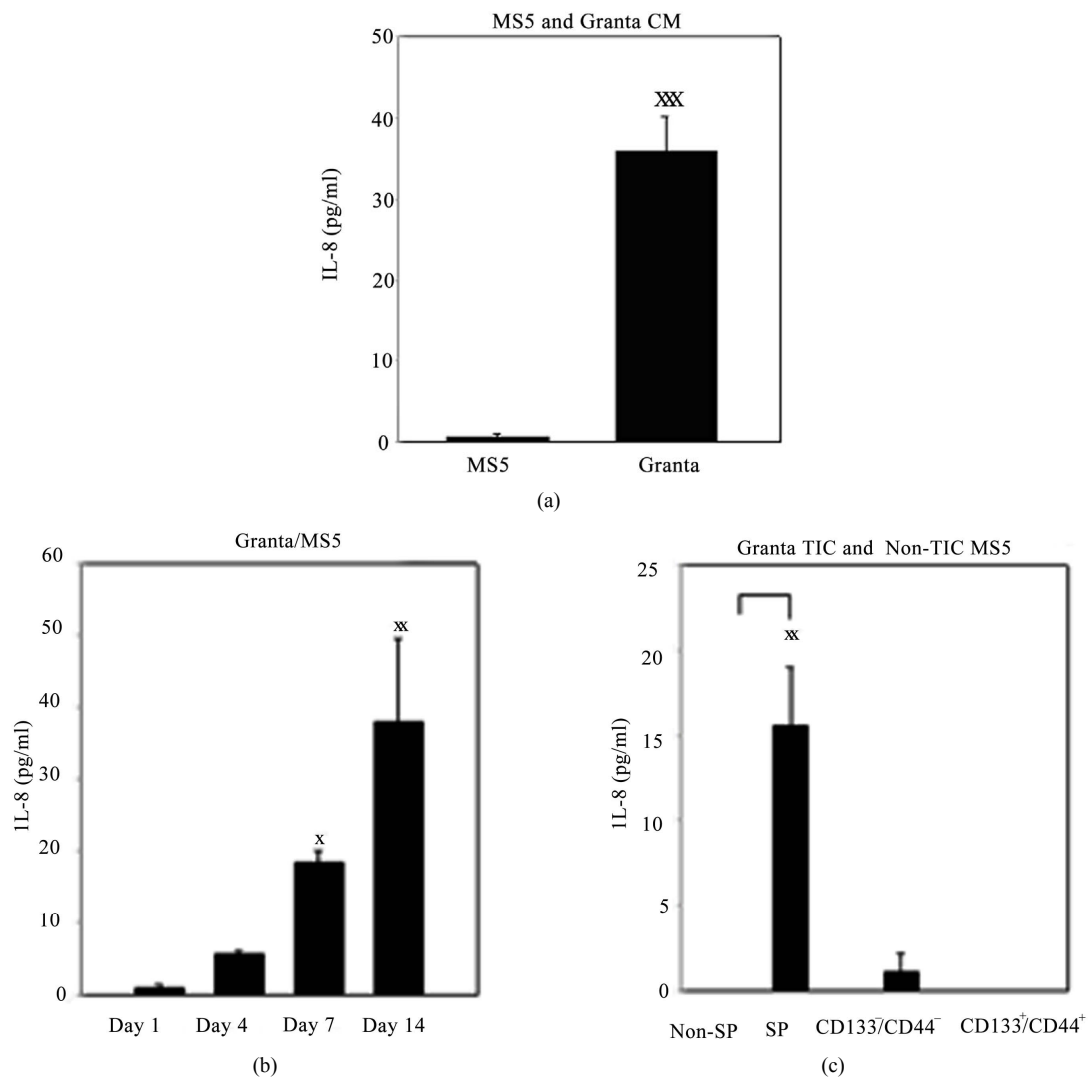 MS5 and Granta CM
50
40
30
20
10
0
IL-8 (pg/ml)
XXX
MS5 Granta
(a)
Granta/MS5
60
50
40
30
20
10
0
1L-8 (pg/ml)
x
xx
Day 1 Day 4 Day 7 Day 14
(b)
Granta TIC and Non-TIC MS5
25
20
15
10
5
0
1L-8 (pg/ml)
xx
Non-SP SP CD133⁻/CD44⁻ CD133⁺/CD44⁺
(c)